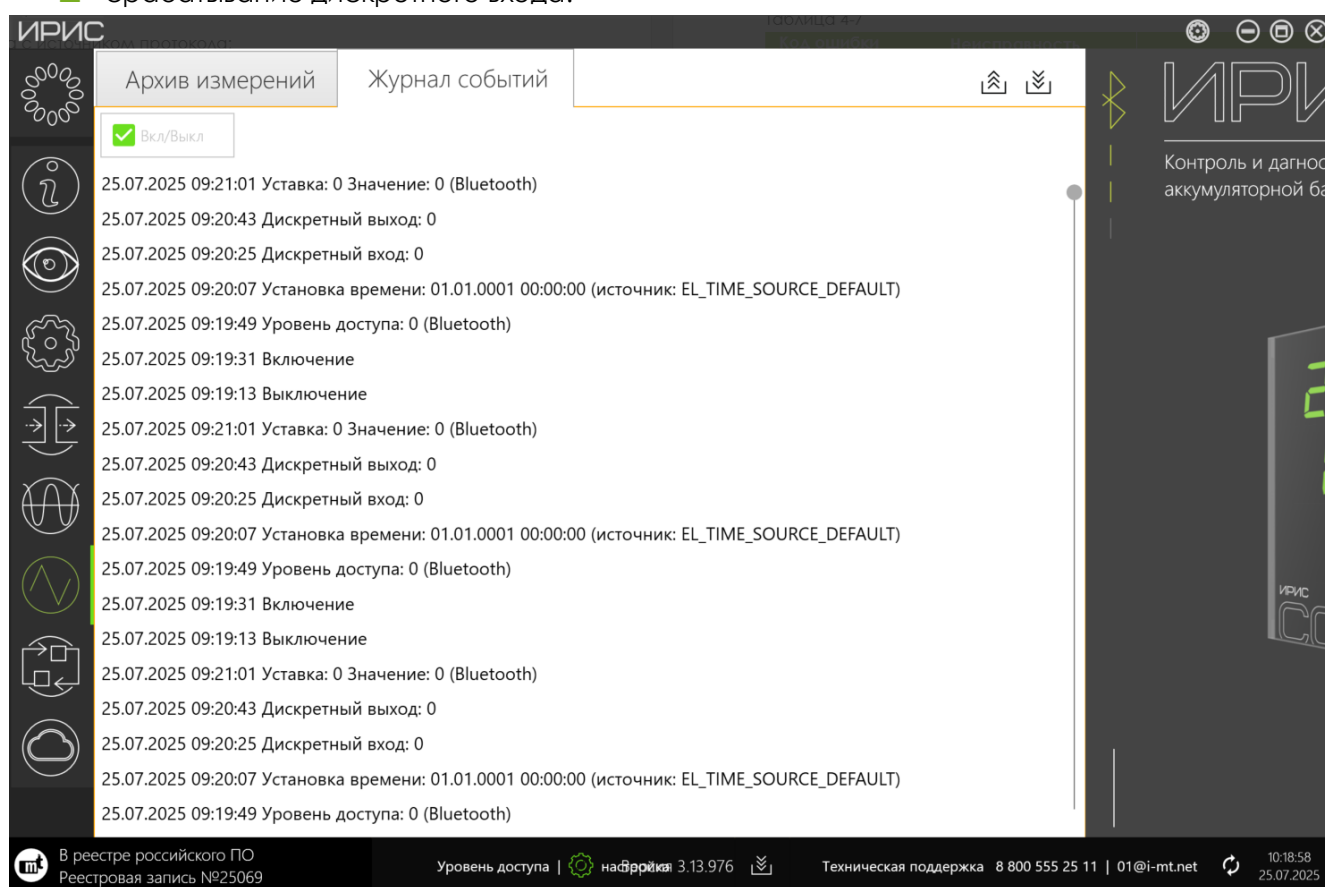 срабатывание дискретного входа.
ИРИС
Таблица 4-7
Архив измерений
Журнал событий
Вкл/Выкл
25.07.2025 09:21:01 Уставка: 0 Значение: 0 (Bluetooth)
25.07.2025 09:20:43 Дискретный выход: 0
25.07.2025 09:20:25 Дискретный вход: 0
25.07.2025 09:20:07 Установка времени: 01.01.0001 00:00:00 (источник: EL_TIME_SOURCE_DEFAULT)
25.07.2025 09:19:49 Уровень доступа: 0 (Bluetooth)
25.07.2025 09:19:31 Включение
25.07.2025 09:19:13 Выключение
25.07.2025 09:21:01 Уставка: 0 Значение: 0 (Bluetooth)
25.07.2025 09:20:43 Дискретный выход: 0
25.07.2025 09:20:25 Дискретный вход: 0
25.07.2025 09:20:07 Установка времени: 01.01.0001 00:00:00 (источник: EL_TIME_SOURCE_DEFAULT)
25.07.2025 09:19:49 Уровень доступа: 0 (Bluetooth)
25.07.2025 09:19:31 Включение
25.07.2025 09:19:13 Выключение
25.07.2025 09:21:01 Уставка: 0 Значение: 0 (Bluetooth)
25.07.2025 09:20:43 Дискретный выход: 0
25.07.2025 09:20:25 Дискретный вход: 0
25.07.2025 09:20:07 Установка времени: 01.01.0001 00:00:00 (источник: EL_TIME_SOURCE_DEFAULT)
25.07.2025 09:19:49 Уровень доступа: 0 (Bluetooth)
Контроль и
аккумуляторной
ИРИС
mt
В реестре российского ПО
Реестровая запись №25069
Уровень доступа | 3.13.976
Техническая поддержка 8 800 555 25 11 | 01@i-mt.net
10:18:58
25.07.2025